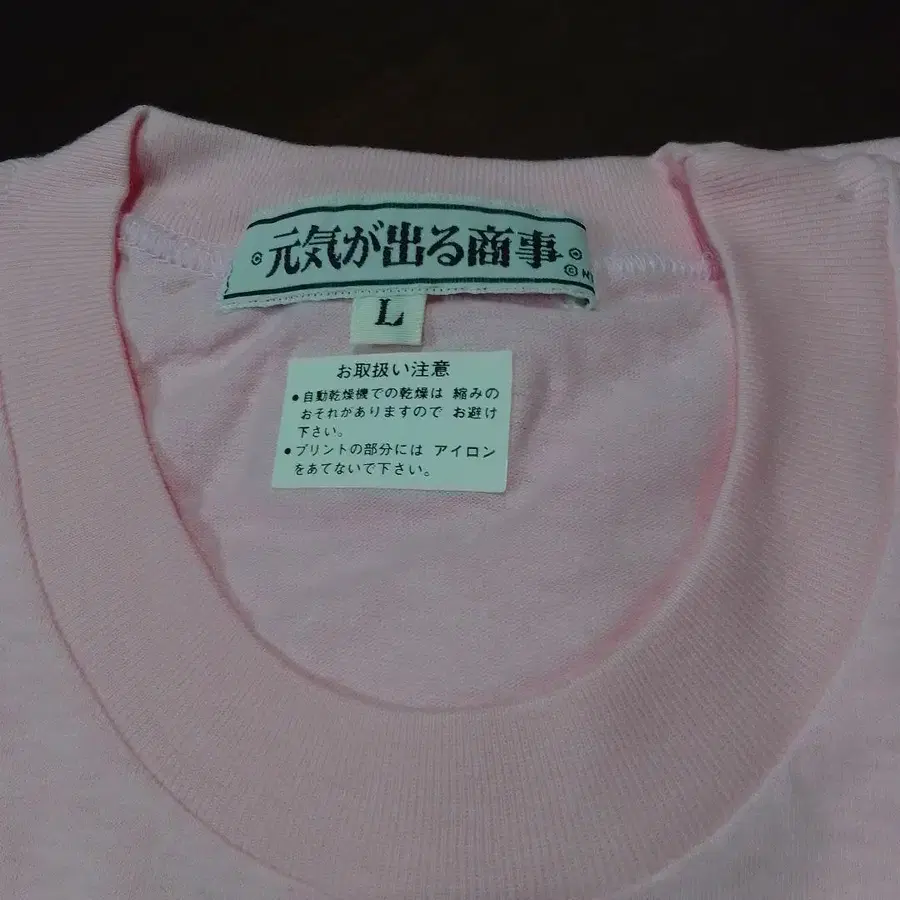 元気が出る商事
©
L
お取扱い注意
●自動乾燥機での乾燥は 縮みの
おそれがありますので お避け
下さい。
●プリントの部分には アイロン
をあてないで下さい。